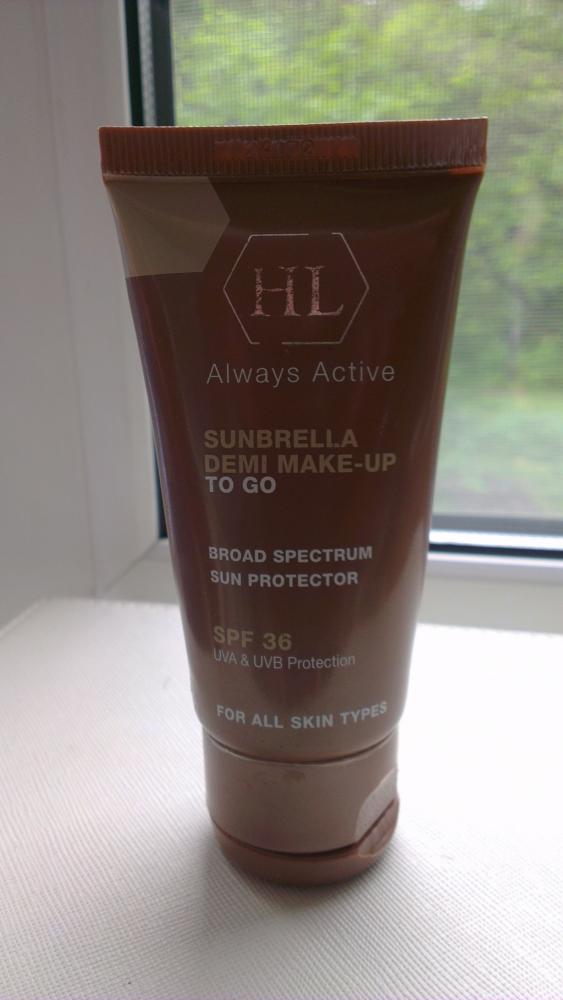 HL
Always Active
SUNBRELLA
DEMI MAKE-UP
TO GO
BROAD SPECTRUM
SUN PROTECTOR
SPF 36
UVA & UVB Protection
FOR ALL SKIN TYPES